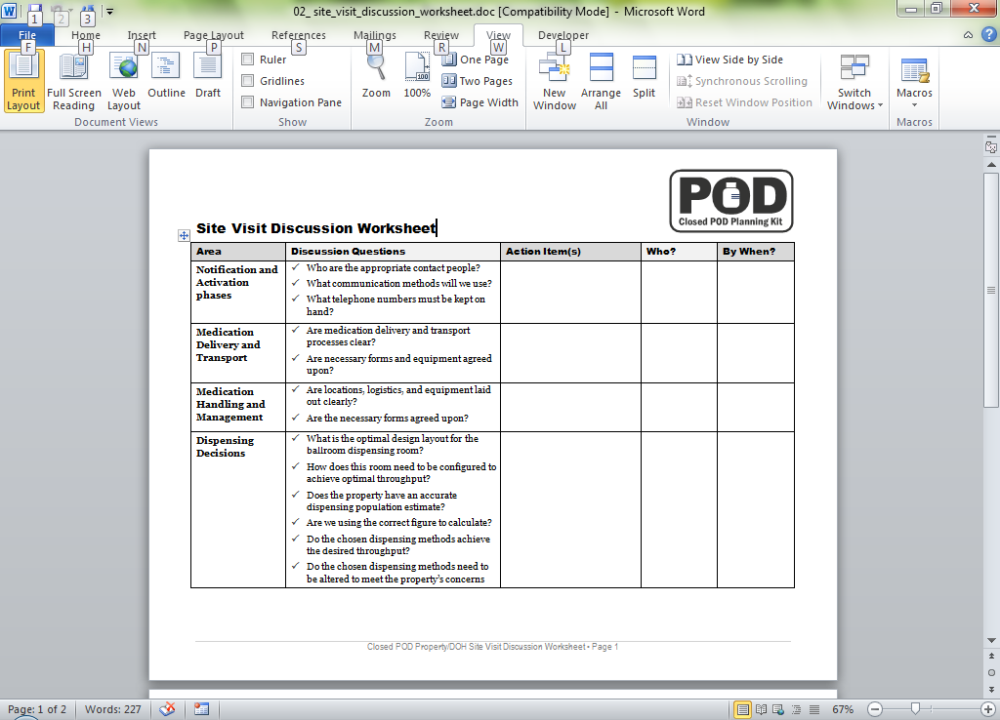 02_ site_visit_discussion_worksheet.doc [Compatibility Mode] - Microsoft Word
1 2 3
File Home Insert Page Layout References Mailings Review View Developer
F H N P S M R W L
Print Layout
Full Screen Reading
Web Layout
Outline
Draft
Document Views
Ruler
Gridlines
Navigation Pane
Show
Zoom
100
100%
One Page
Two Pages
Page Width
Zoom
New Window
Arrange All
Split
View Side by Side
Synchronous Scrolling
Reset Window Position
Window
Switch Windows
Macros
Macros
POD
Closed POD Planning Kit
Site Visit Discussion Worksheet
Area Discussion Questions Action Item(s) Who? By When?
Notification and
Activation
phases
Who are the appropriate contact people?
What communication methods will we use?
What telephone numbers must be kept on
hand?
Medication
Delivery and
Transport
Are medication delivery and transport
processes clear?
Are necessary forms and equipment agreed
upon?
Medication
Handling and
Management
Are locations, logistics, and equipment laid
out clearly?
Are the necessary forms agreed upon?
Dispensing
Decisions
What is the optimal design layout for the
ballroom dispensing room?
How does this room need to be configured to
achieve optimal throughput?
Does the property have an accurate
dispensing population estimate?
Are we using the correct figure to calculate?
Do the chosen dispensing methods achieve
the desired throughput?
Do the chosen dispensing methods need to
be altered to meet the property's concerns
Closed POD Property/DOH Site Visit Discussion Worksheet • Page 1
Page: 1 of 2 Words: 227 67%